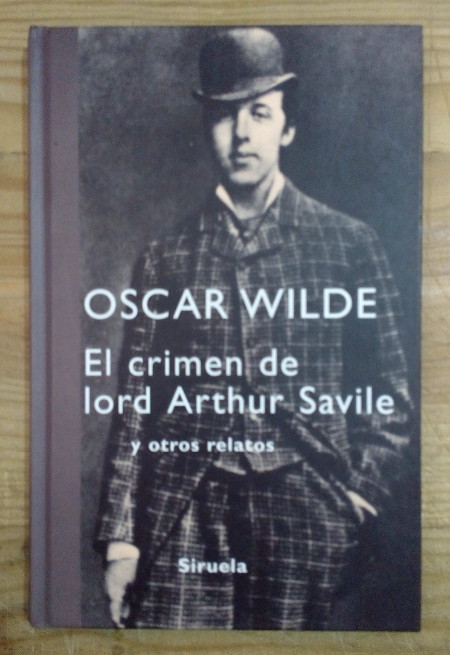 OSCAR WILDE
El crimen de
lord Arthur Savile
y otros relatos
Siruela